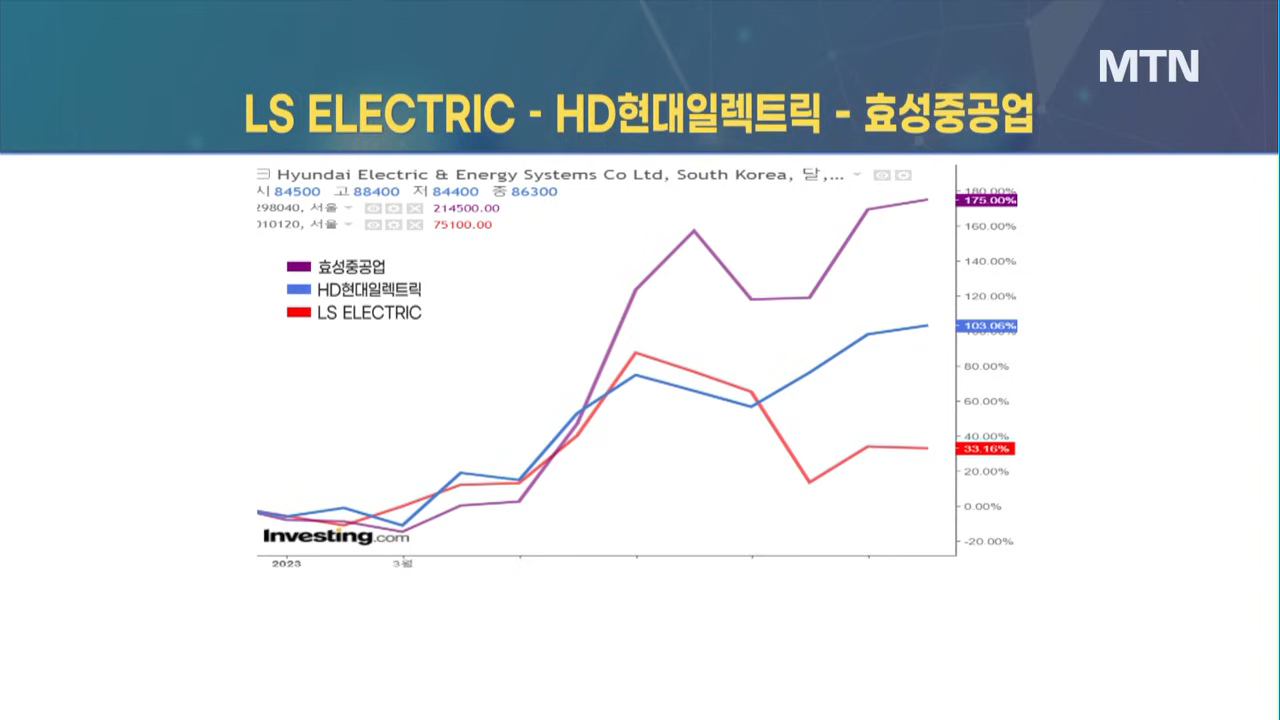 MTN
LS ELECTRIC - HD현대일렉트릭 - 효성중공업
Hyundai Electric & Energy Systems Co Ltd, South Korea, 달,...
시 84500 고 88400 저 84400 종 86300
298040, 서울 214500.00
010120, 서울 75100.00
효성중공업
HD현대일렉트릭
LS ELECTRIC
180.00%
175.00%
160.00%
140.00%
120.00%
103.06%
100.00%
80.00%
60.00%
40.00%
33.16%
20.00%
0.00%
-20.00%
Investing.com
2023 3월